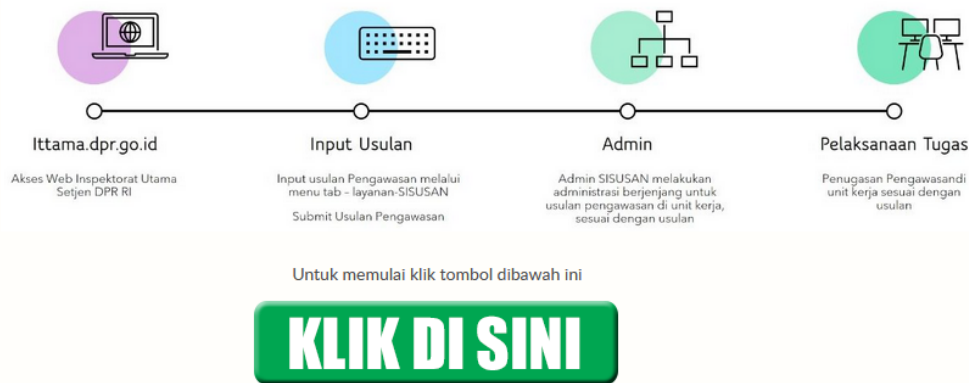 Ittama.dpr.go.id
Akses Web Inspektorat Utama
Setjen DPR RI
Input Usulan
Input usulan Pengawasan melalui
menu tab - layanan-SISUSAN
Submit Usulan Pengawasan
Admin
Admin SISUSAN melakukan
administrasi berjenjang untuk
usulan pengawasan di unit kerja,
sesuai dengan usulan
Pelaksanaan Tugas
Penugasan Pengawasandi
unit kerja sesuai dengan
usulan
Untuk memulai klik tombol dibawah ini
KLIK DI SINI